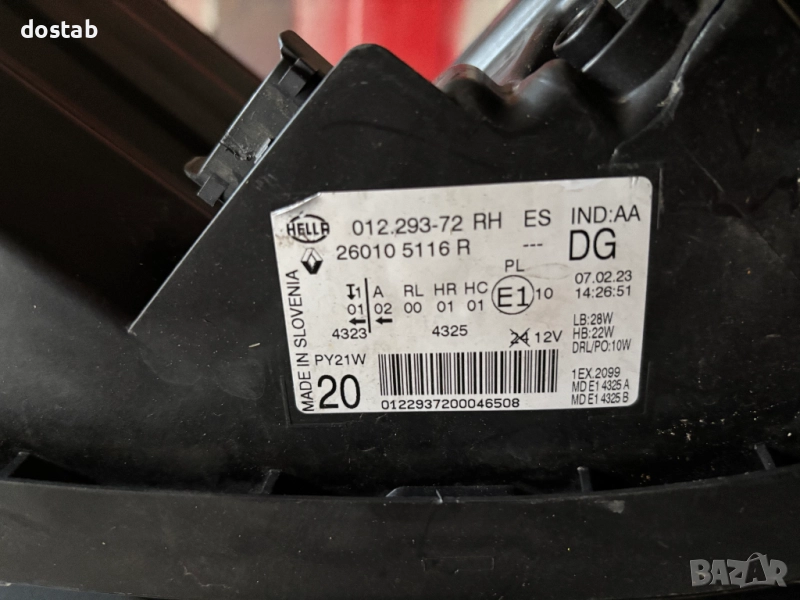 dostab
HELLA 012.293-72 RH ES IND:AA
26010 5116 R --- DG
PL
07.02.23
14:26:51
1 A RL HR HC E1 10
01 02 00 01 01
4323 4325 24 12V
LB:28W
HB:22W
DRL/PO:10W
MADE IN SLOVENIA
PY21W
20
0122937200046508
1EX.2099
MD E1 4325 A
MD E1 4325 B
BAZAR